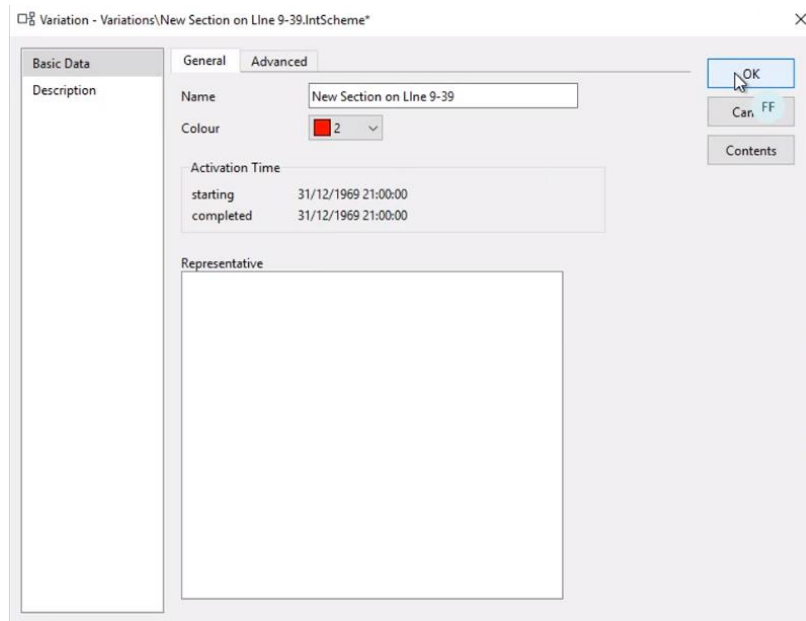 Variation - Variations\New Section on LIne 9-39.IntScheme*
Basic Data
Description
General Advanced
Name New Section on LIne 9-39
Colour 2
Activation Time
starting 31/12/1969 21:00:00
completed 31/12/1969 21:00:00
Representative
OK
Can FF
Contents